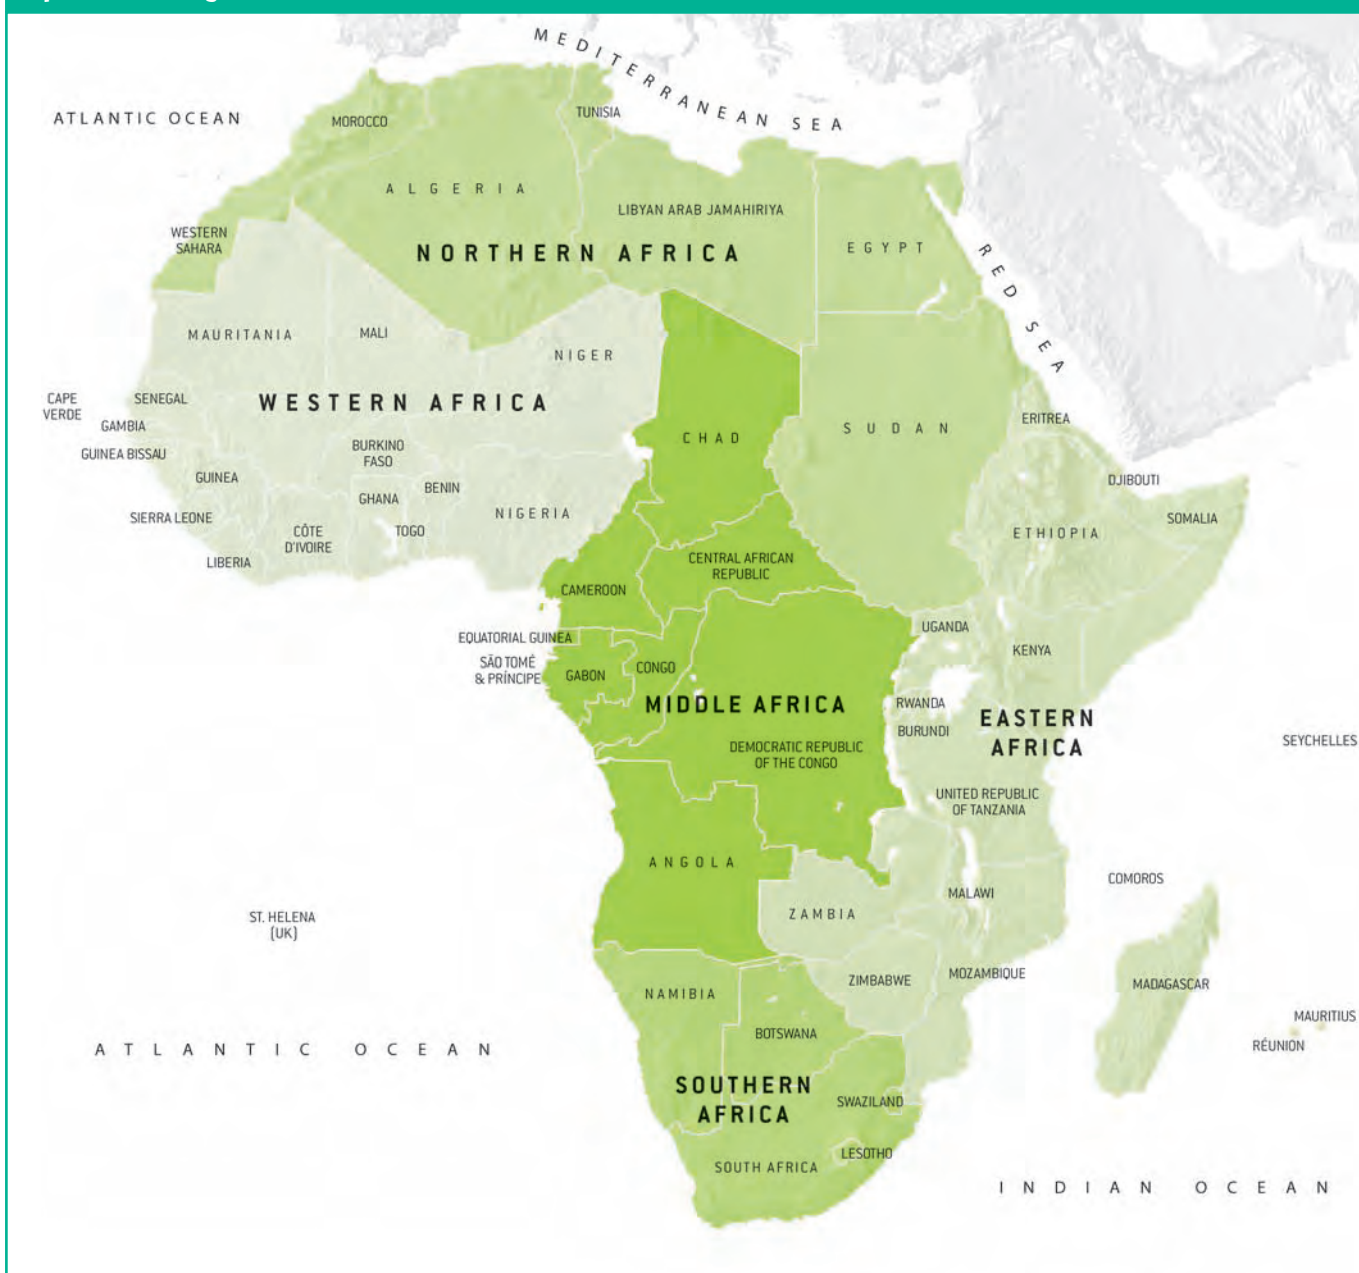 MEDITERRANEAN SEA
ATLANTIC OCEAN
MOROCCO
TUNISIA
ALGERIA
LIBYAN ARAB JAMAHIRIYA
WESTERN
SAHARA
NORTHERN AFRICA
EGYPT
RED SEA
MAURITANIA
MALI
NIGER
CAPE
VERDE
SENEGAL
WESTERN AFRICA
GAMBIA
CHAD
SUDAN
ERITREA
GUINEA BISSAU
BURKINO
FASO
GUINEA
GHANA
BENIN
DJIBOUTI
SIERRA LEONE
CÔTE
D'IVOIRE
TOGO
NIGERIA
SOMALIA
ETHIOPIA
LIBERIA
CENTRAL AFRICAN
REPUBLIC
CAMEROON
EQUATORIAL GUINEA
UGANDA
KENYA
SÃO TOMÉ
& PRÍNCIPE
GABON
CONGO
MIDDLE AFRICA
RWANDA
BURUNDI
EASTERN
AFRICA
SEYCHELLES
DEMOCRATIC REPUBLIC
OF THE CONGO
UNITED REPUBLIC
OF TANZANIA
ANGOLA
COMOROS
MALAWI
ST. HELENA
(UK)
ZAMBIA
ZIMBABWE
MOZAMBIQUE
MADAGASCAR
NAMIBIA
MAURITIUS
BOTSWANA
RÉUNION
ATLANTIC OCEAN
SOUTHERN
AFRICA
SWAZILAND
LESOTHO
SOUTH AFRICA
INDIAN OCEAN